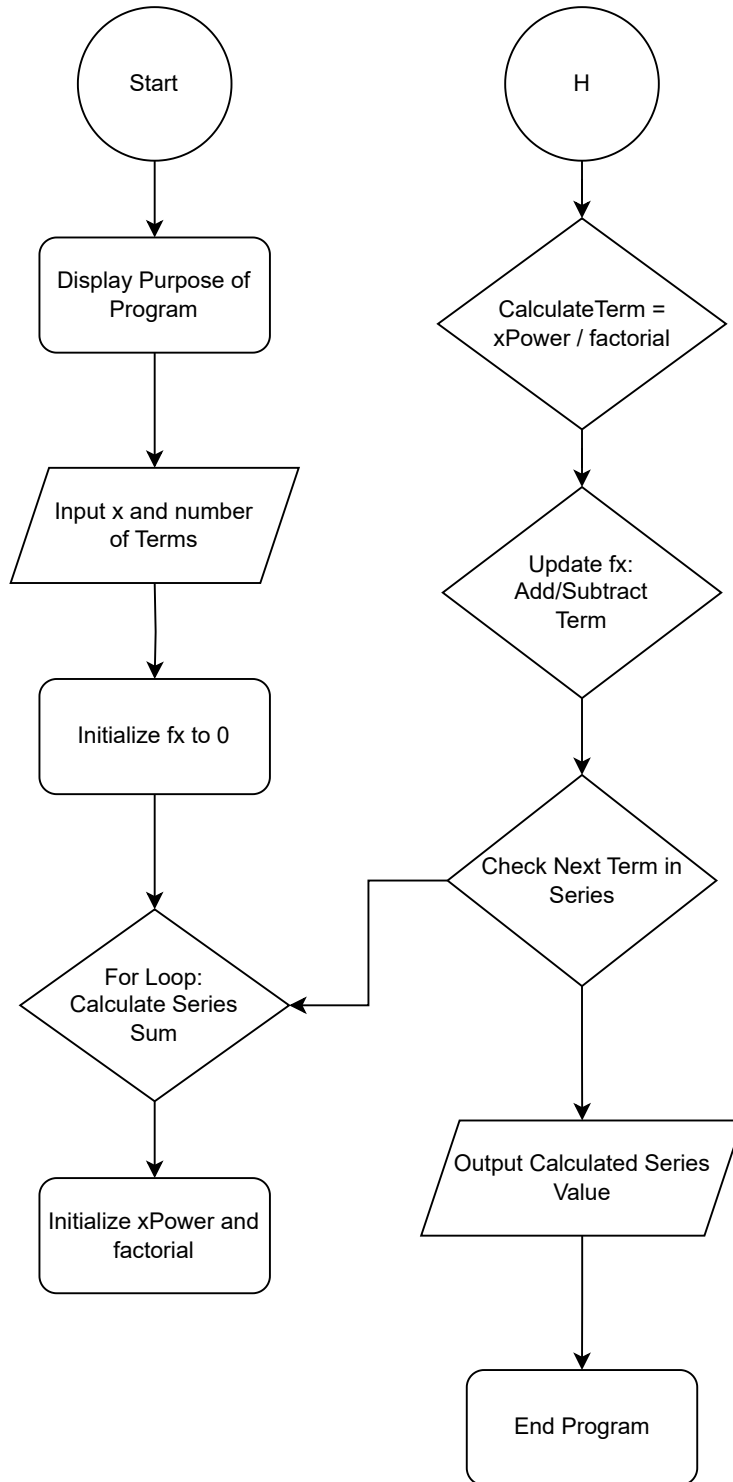 Start
Display Purpose of
Program
Input x and number
of Terms
Initialize fx to 0
For Loop:
Calculate Series
Sum
Initialize xPower and
factorial
H
CalculateTerm =
xPower / factorial
Update fx:
Add/Subtract
Term
Check Next Term in
Series
Output Calculated Series
Value
End Program